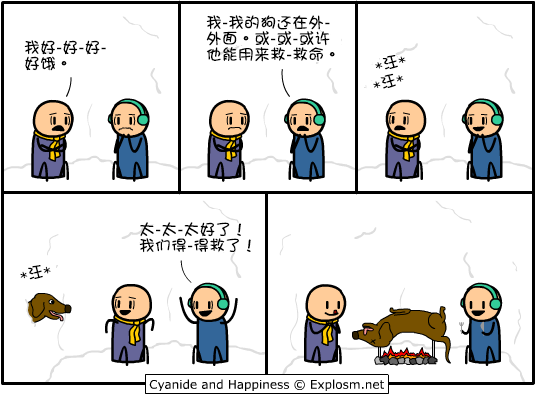 我好-好-好-
好饿。
我-我的狗还在外-
外面。或-或-或许
他能用来救-救命。
*汪*
*汪*
*汪*
太-太-太好了！
我们得-得救了！
Cyanide and Happiness © Explosm.net